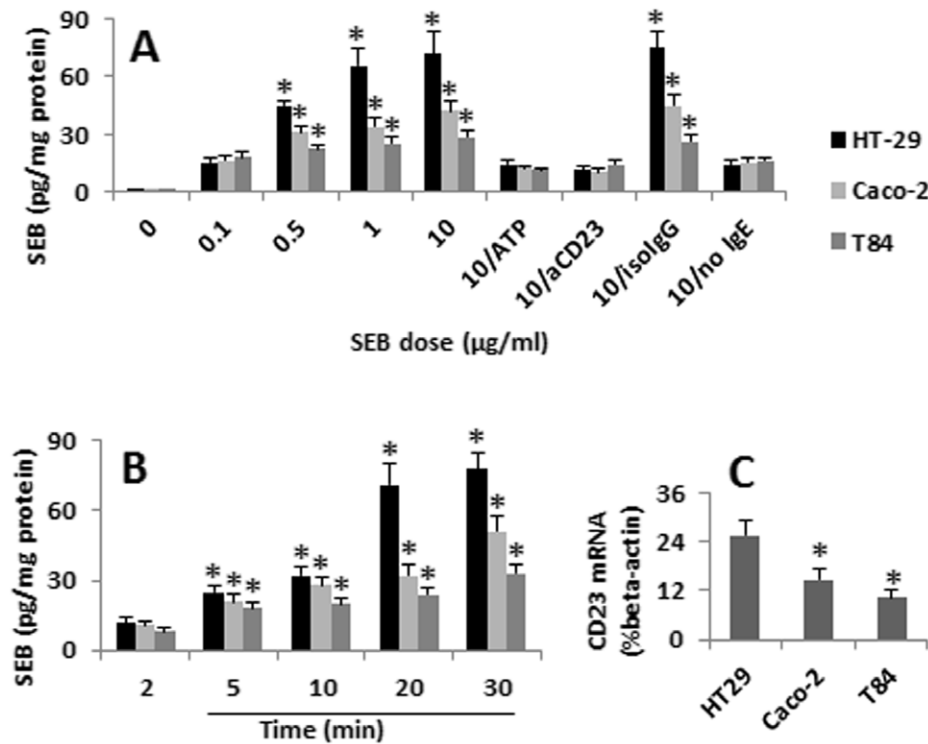 A
SEB (pg/mg protein)
90
60
30
0
* * * * * * * * * * * *
0 0.1 0.5 1 10 10/ATP 10/aCD23 10/isoIgG 10/no IgE
SEB dose (µg/ml)
HT-29
Caco-2
T84
B
SEB (pg/mg protein)
90
60
30
0
* * * * * * * * * * * *
2 5 10 20 30
Time (min)
C
CD23 mRNA
(%beta-actin)
36
24
12
0
* *
HT29 Caco-2 T84